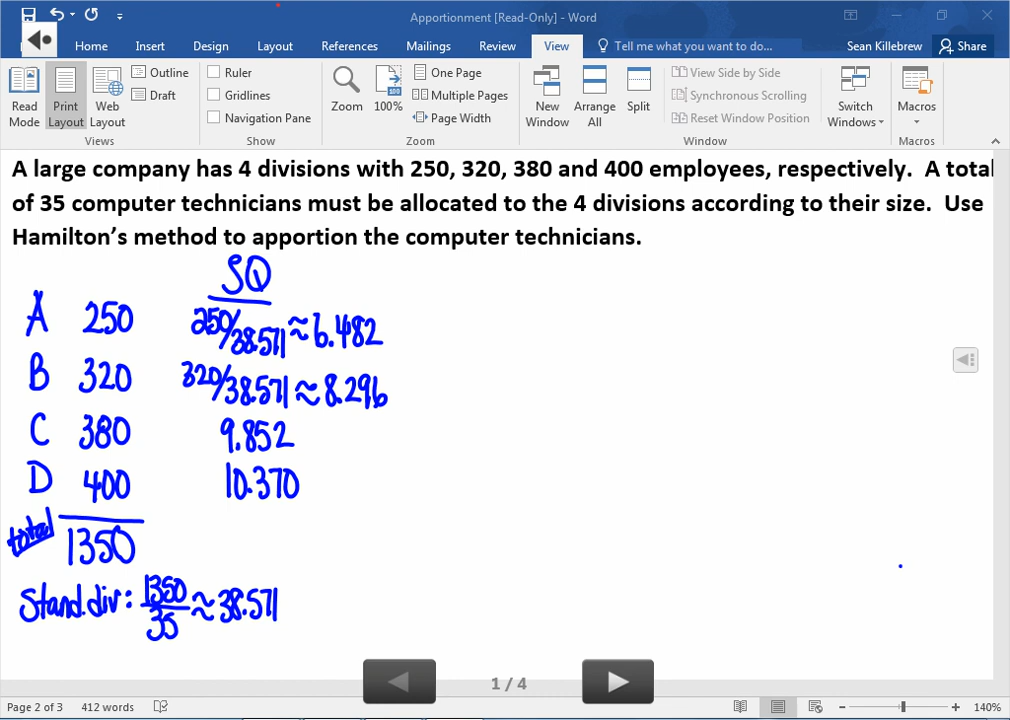 Apportionment [Read-Only] - Word
Home Insert Design Layout References Mailings Review View Tell me what you want to do... Sean Killebrew Share
Read Mode
Print Layout
Web Layout
Outline
Draft
Views
Ruler
Gridlines
Navigation Pane
Show
Zoom
100%
One Page
Multiple Pages
Page Width
Zoom
New Window
Arrange All
Split
View Side by Side
Synchronous Scrolling
Reset Window Position
Window
Switch Windows
Macros
Macros
A large company has 4 divisions with 250, 320, 380 and 400 employees, respectively. A total
of 35 computer technicians must be allocated to the 4 divisions according to their size. Use
Hamilton's method to apportion the computer technicians.
SQ
A 250 250/38.571 ≈ 6.482
B 320 320/38.571 ≈ 8.296
C 380 9.852
D 400 10.370
total 1350
Stand. div: 1350/35 ≈ 38.571
1 / 4
Page 2 of 3 412 words 140%